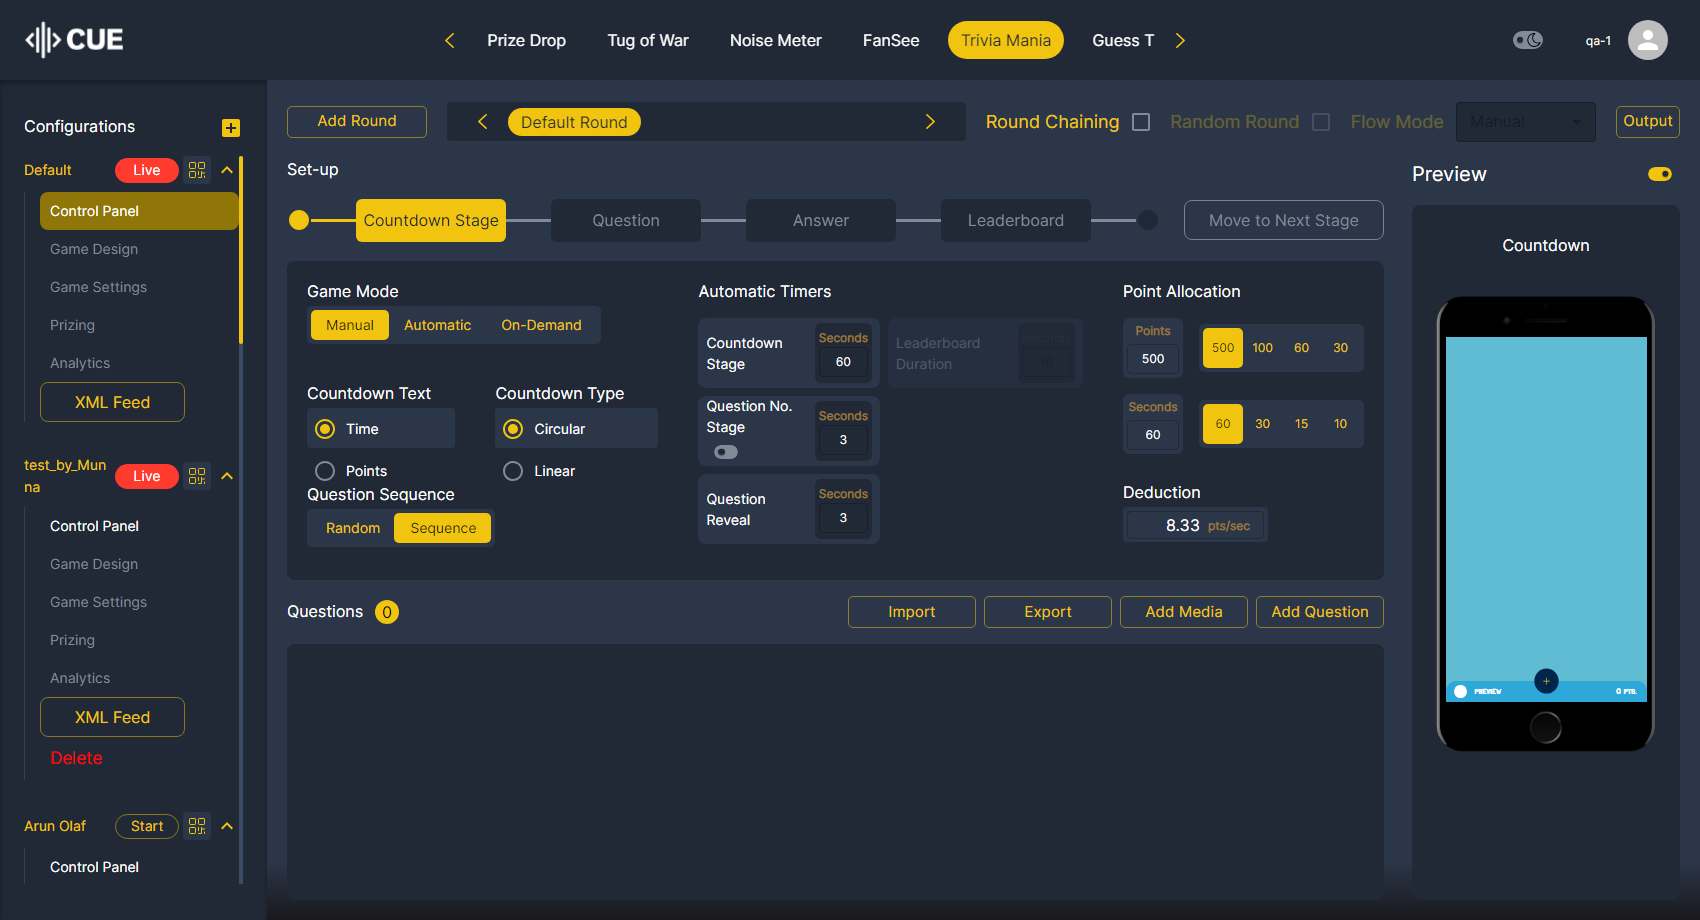 CUE
Prize Drop Tug of War Noise Meter FanSee Trivia Mania Guess T
qa-1
Configurations
Default Live
Control Panel
Game Design
Game Settings
Prizing
Analytics
XML Feed
test_by_Mun
na
Live
Control Panel
Game Design
Game Settings
Prizing
Analytics
XML Feed
Delete
Arun Olaf Start
Control Panel
Add Round
Default Round
Round Chaining Random Round Flow Mode Manual Output
Set-up
Countdown Stage Question Answer Leaderboard Move to Next Stage
Game Mode
Manual Automatic On-Demand
Countdown Text
Time
Points
Countdown Type
Circular
Linear
Question Sequence
Random Sequence
Automatic Timers
Countdown
Stage
Seconds
60
Leaderboard
Duration
Seconds
10
Question No.
Stage
Seconds
3
Question
Reveal
Seconds
3
Point Allocation
Points
500
500 100 60 30
Seconds
60
60 30 15 10
Deduction
8.33 pts/sec
Questions 0
Import Export Add Media Add Question
Preview
Countdown
PREVIEW
0 PTS.